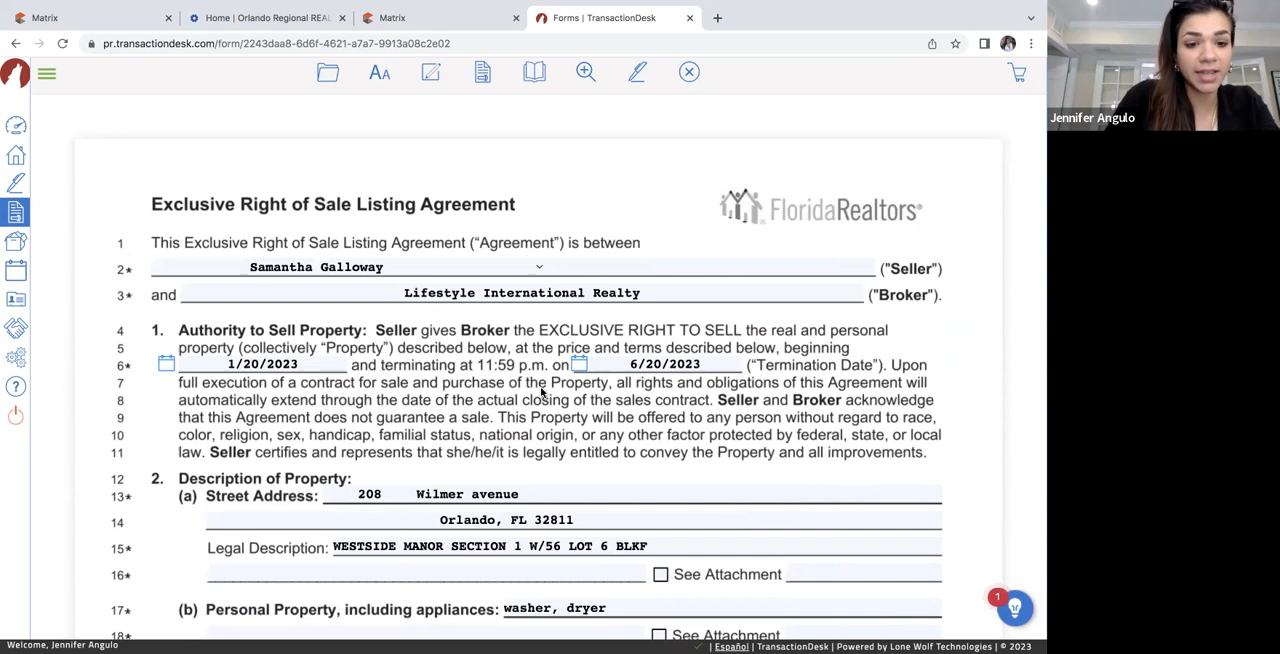 Matrix
Home | Orlando Regional REAL
Matrix
Forms | TransactionDesk
pr.transactiondesk.com/form/2243daa8-6d6f-4621-a7a7-9913a08c2e02
Jennifer Angulo
Exclusive Right of Sale Listing Agreement
FloridaRealtors®
1 This Exclusive Right of Sale Listing Agreement (“Agreement”) is between
2* Samantha Galloway ("Seller")
3* and Lifestyle International Realty ("Broker").
4 1. Authority to Sell Property: Seller gives Broker the EXCLUSIVE RIGHT TO SELL the real and personal
5 property (collectively “Property”) described below, at the price and terms described below, beginning
6* 1/20/2023 and terminating at 11:59 p.m. on 6/20/2023 (“Termination Date”). Upon
7 full execution of a contract for sale and purchase of the Property, all rights and obligations of this Agreement will
8 automatically extend through the date of the actual closing of the sales contract. Seller and Broker acknowledge
9 that this Agreement does not guarantee a sale. This Property will be offered to any person without regard to race,
10 color, religion, sex, handicap, familial status, national origin, or any other factor protected by federal, state, or local
11 law. Seller certifies and represents that she/he/it is legally entitled to convey the Property and all improvements.
12 2. Description of Property:
13* (a) Street Address: 208 Wilmer avenue
14 Orlando, FL 32811
15* Legal Description: WESTSIDE MANOR SECTION 1 W/56 LOT 6 BLKF
16* See Attachment
17* (b) Personal Property, including appliances: washer, dryer
18* See Attachment
1
Welcome, Jennifer Angulo
| Español | TransactionDesk | Powered by Lone Wolf Technologies | © 2023